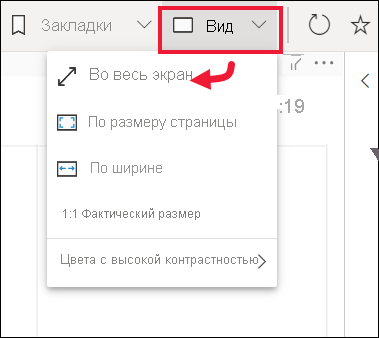 Закладки Вид
Во весь экран
:19
По размеру страницы
По ширине
1:1 Фактический размер
Цвета с высокой контрастностью